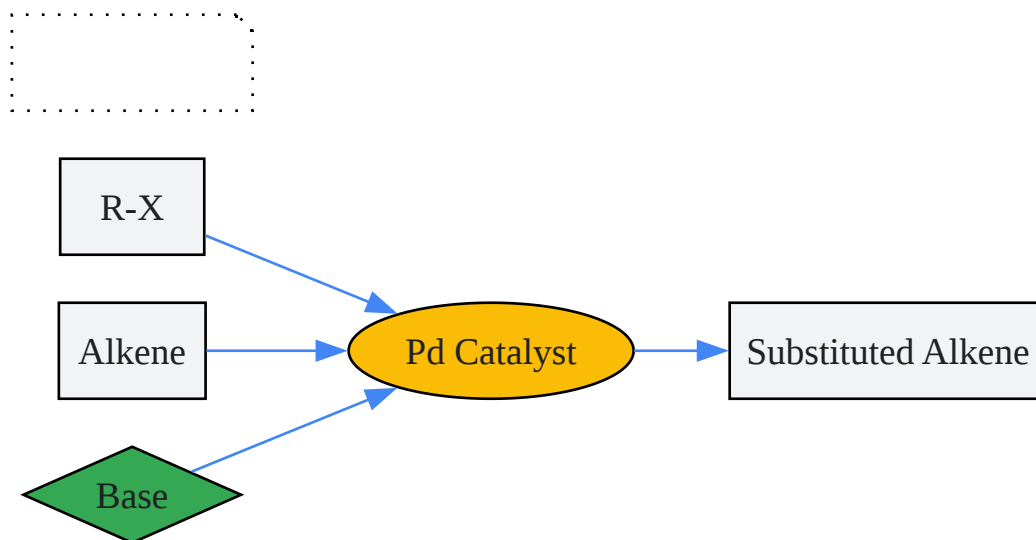 R-X
Alkene
Pd Catalyst
Substituted Alkene
Base